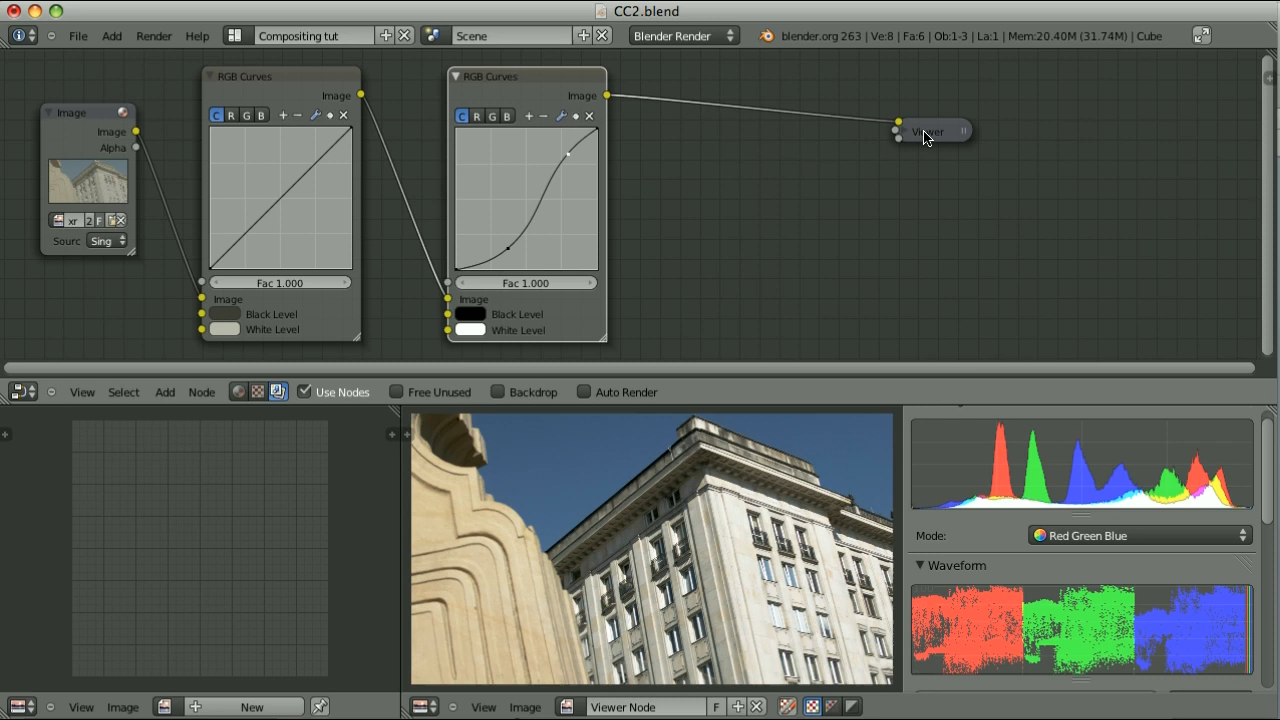 CC2.blend
File Add Render Help Compositing tut Scene Blender Render blender.org 263 | Ve:8 | Fa:6 | Ob:1-3 | La:1 | Mem:20.40M (31.74M) | Cube
Image
Image
Alpha
xr 2 F
Sourc Sing
RGB Curves
Image
C R G B
Fac 1.000
Image
Black Level
White Level
RGB Curves
Image
C R G B
Fac 1.000
Image
Black Level
White Level
Viewer
View Select Add Node Use Nodes Free Unused Backdrop Auto Render
Mode: Red Green Blue
Waveform
View Image New
View Image Viewer Node F